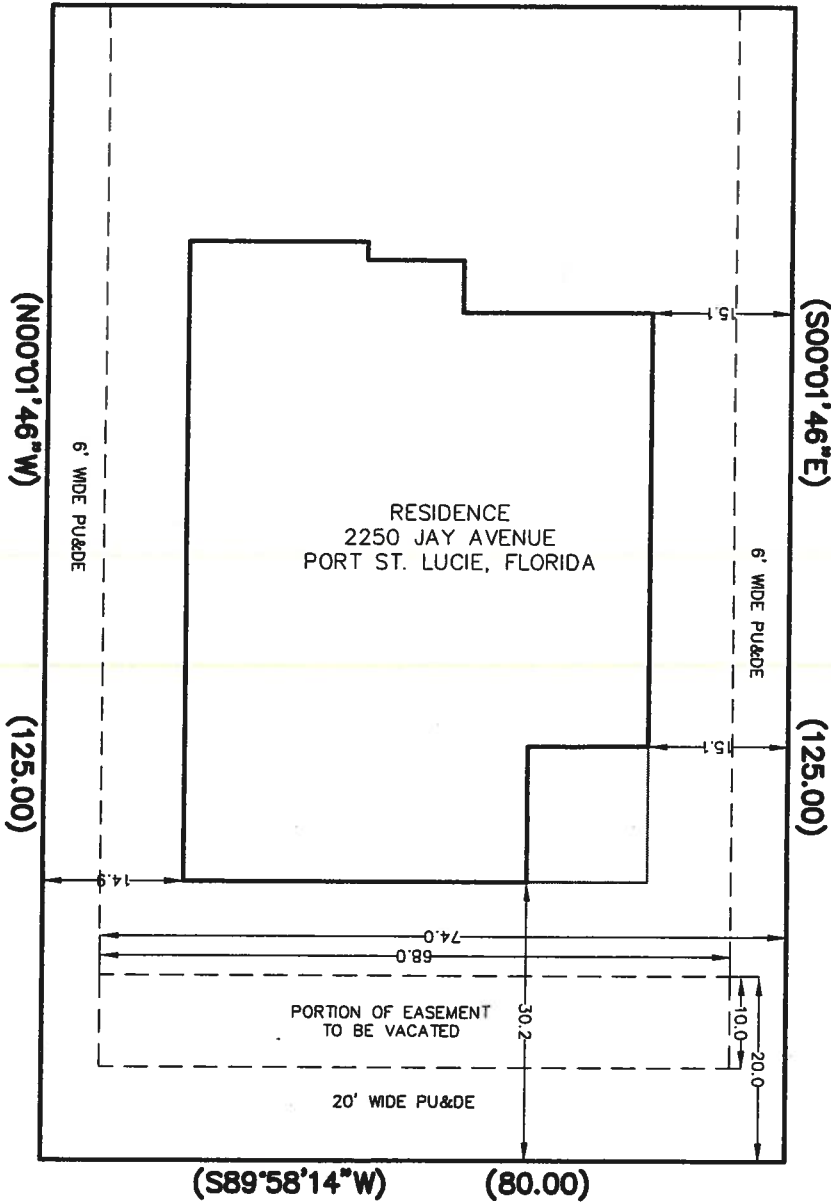 (S00°01'46"E)
(125.00)
6' WIDE PU&DE
15.1
15.1
RESIDENCE
2250 JAY AVENUE
PORT ST. LUCIE, FLORIDA
(N00°01'46"W)
(125.00)
6' WIDE PU&DE
14.9
74.0
68.0
PORTION OF EASEMENT
TO BE VACATED
30.2
10.0
20.0
20' WIDE PU&DE
(S89°58'14"W)
(80.00)